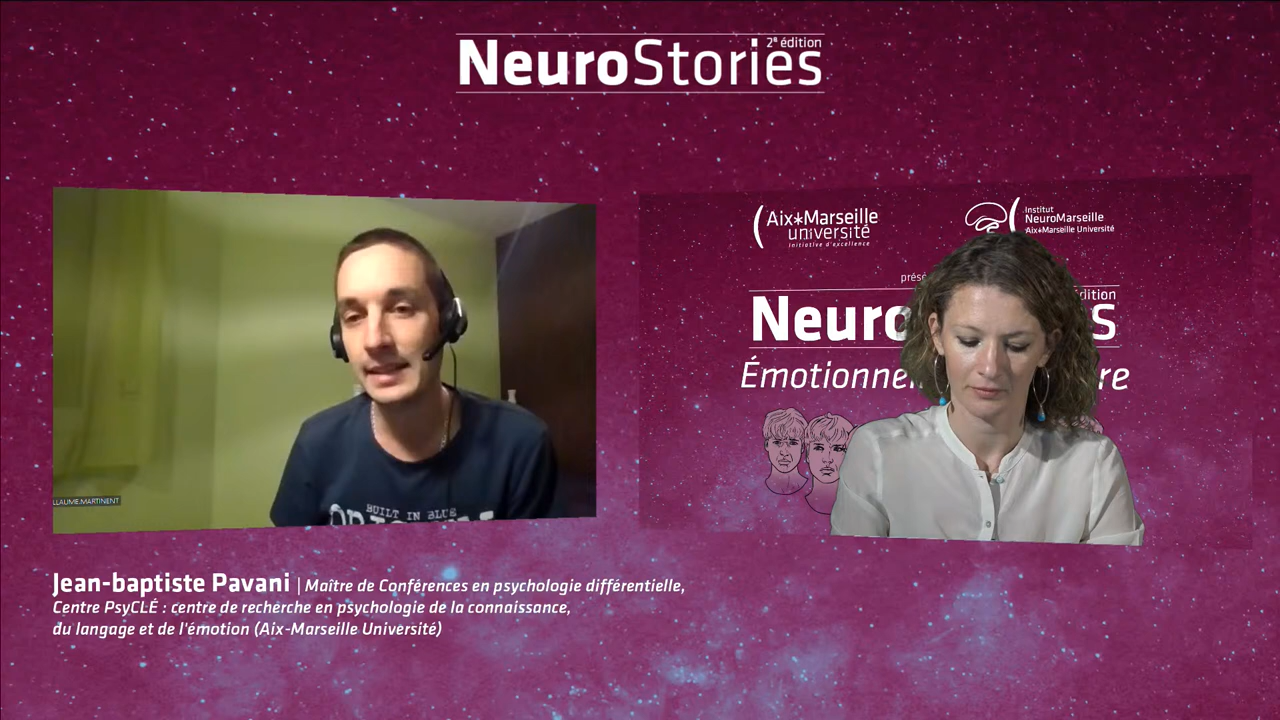 2e édition
NeuroStories
Aix*Marseille
université
Initiative d'excellence
Institut
NeuroMarseille
Aix*Marseille Université
édition
Neuro s
LLAUME.MARTINENT
BUILT IN BLUE
Jean-baptiste Pavani | Maître de Conférences en psychologie différentielle,
Centre PsyCLÉ : centre de recherche en psychologie de la connaissance,
du langage et de l'émotion (Aix-Marseille Université)